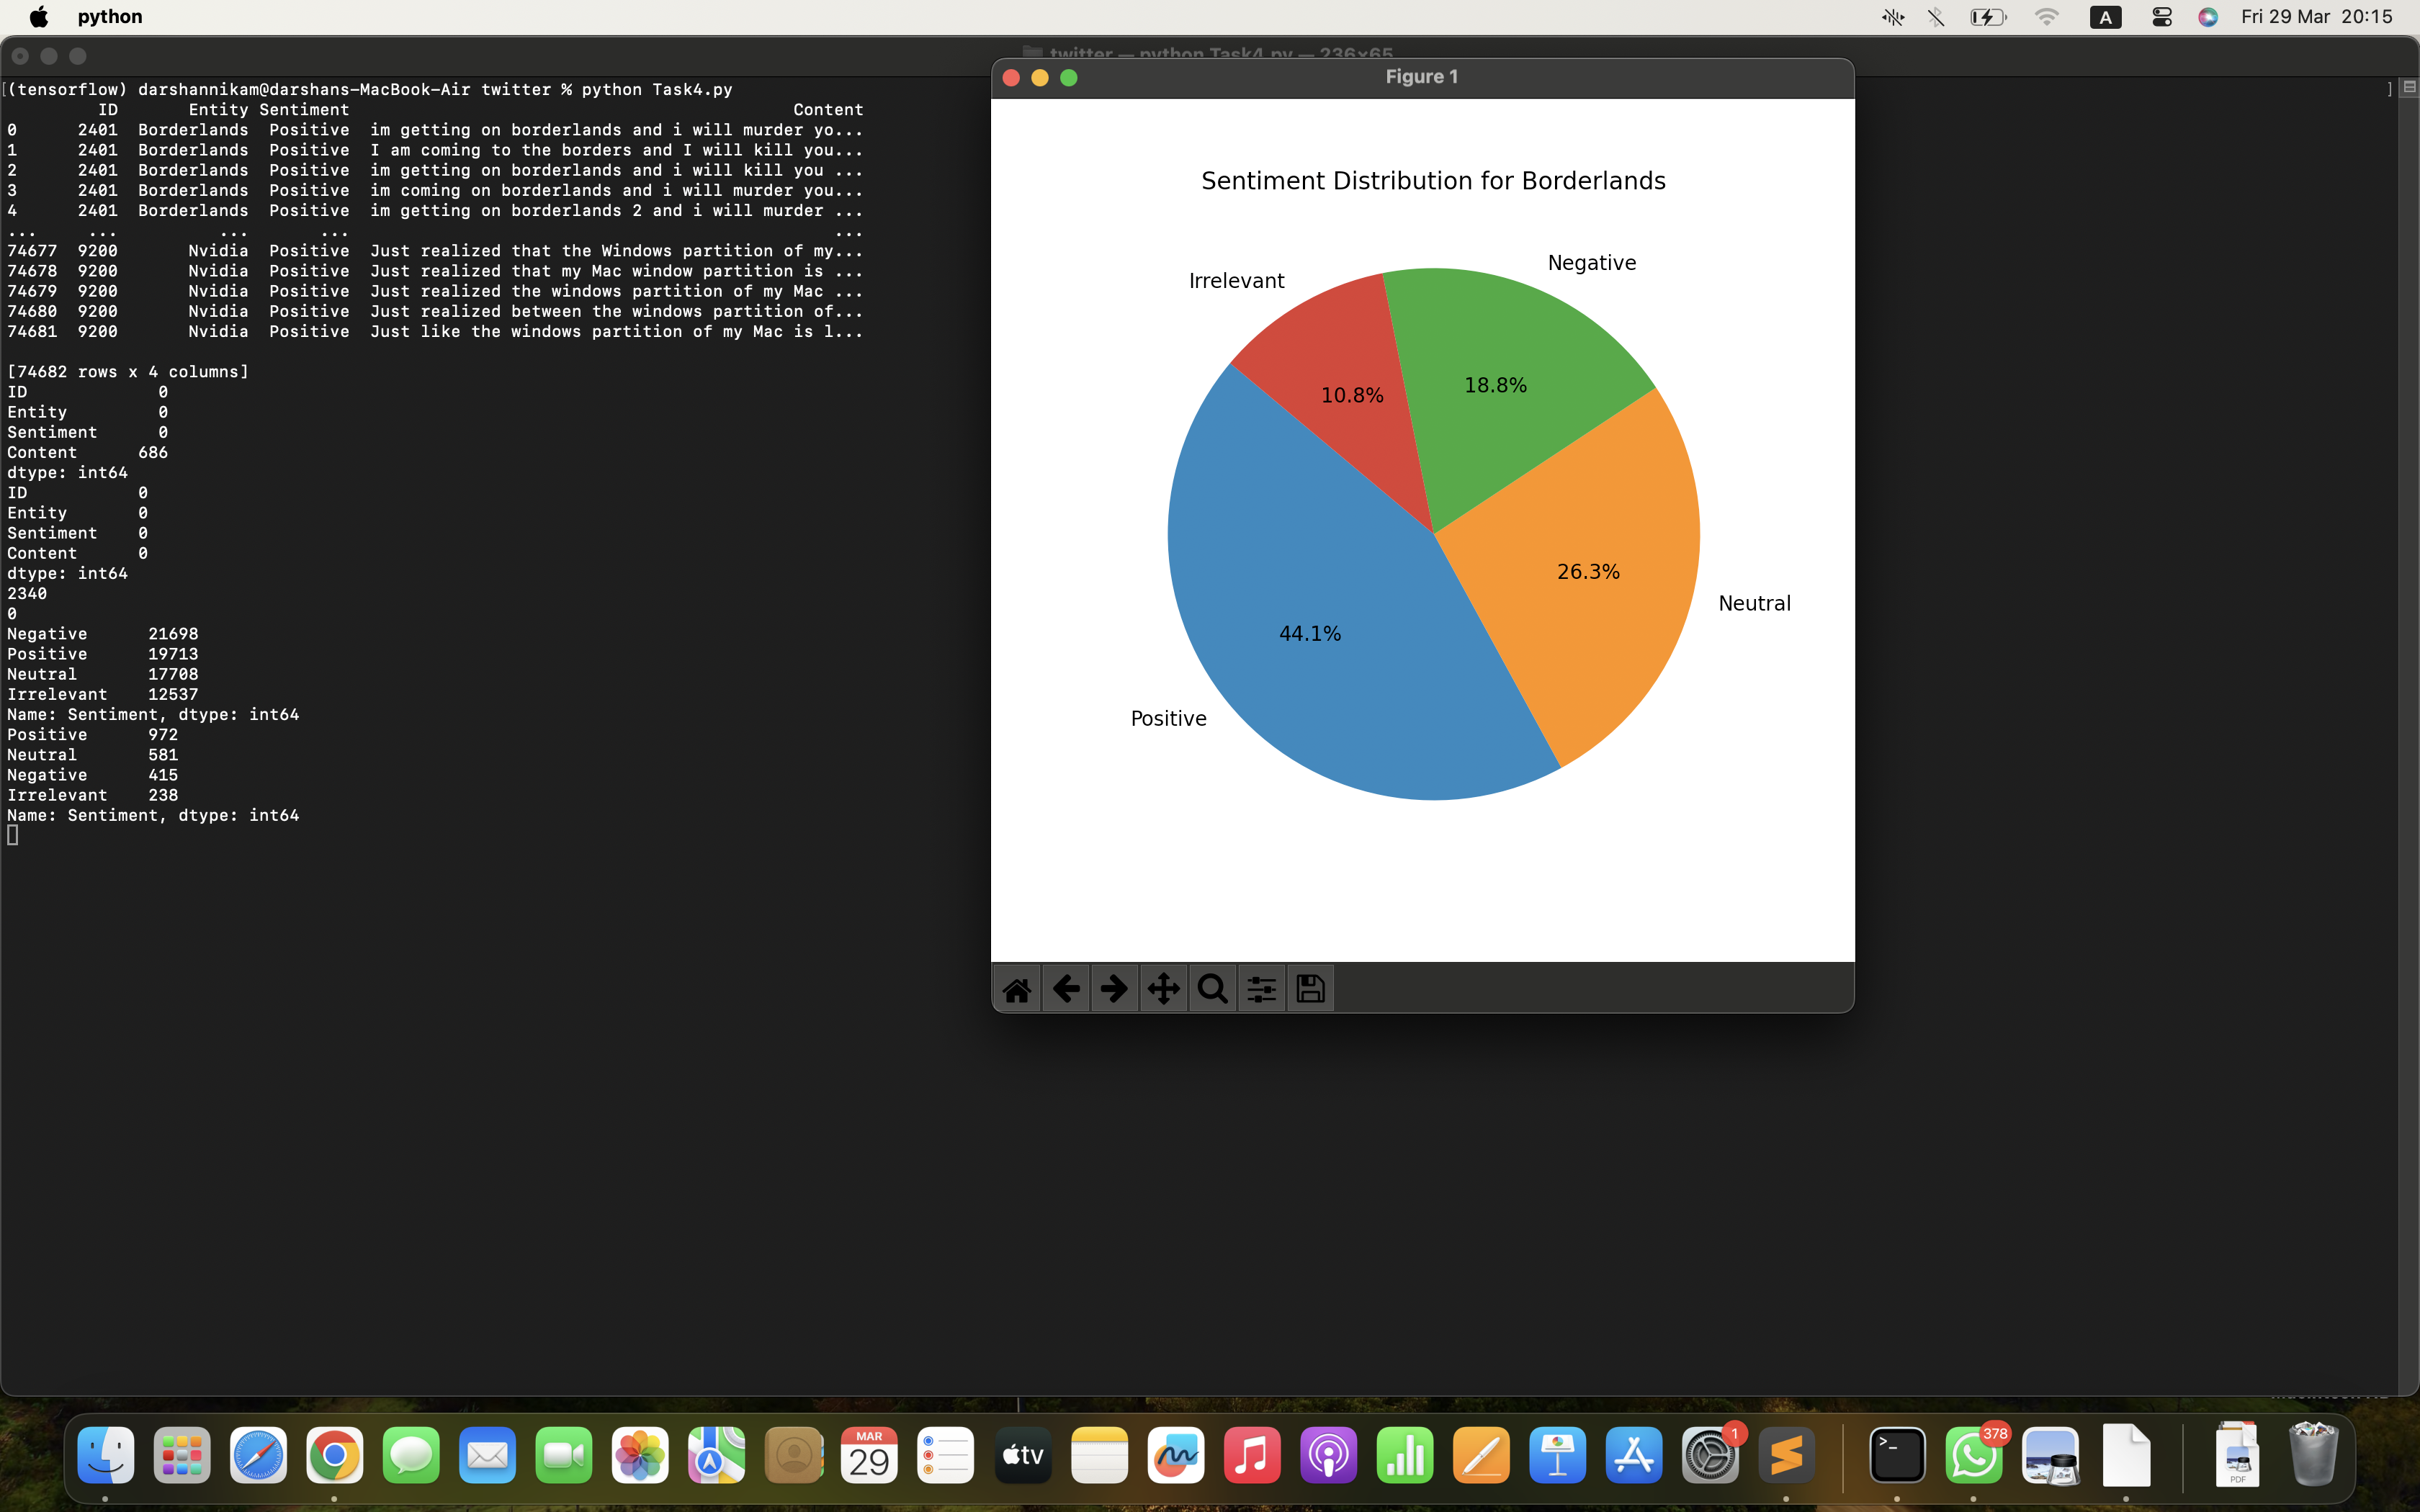 python
A
Fri 29 Mar 20:15
twitter — python Task4.py — 236×65
[(tensorflow) darshannikam@darshans-MacBook-Air twitter % python Task4.py ]
ID Entity Sentiment Content
0 2401 Borderlands Positive im getting on borderlands and i will murder yo...
1 2401 Borderlands Positive I am coming to the borders and I will kill you...
2 2401 Borderlands Positive im getting on borderlands and i will kill you ...
3 2401 Borderlands Positive im coming on borderlands and i will murder you...
4 2401 Borderlands Positive im getting on borderlands 2 and i will murder ...
... ... ... ... ...
74677 9200 Nvidia Positive Just realized that the Windows partition of my...
74678 9200 Nvidia Positive Just realized that my Mac window partition is ...
74679 9200 Nvidia Positive Just realized the windows partition of my Mac ...
74680 9200 Nvidia Positive Just realized between the windows partition of...
74681 9200 Nvidia Positive Just like the windows partition of my Mac is l...
[74682 rows x 4 columns]
ID 0
Entity 0
Sentiment 0
Content 686
dtype: int64
ID 0
Entity 0
Sentiment 0
Content 0
dtype: int64
2340
0
Negative 21698
Positive 19713
Neutral 17708
Irrelevant 12537
Name: Sentiment, dtype: int64
Positive 972
Neutral 581
Negative 415
Irrelevant 238
Name: Sentiment, dtype: int64
Figure 1
Sentiment Distribution for Borderlands
Negative
Irrelevant
18.8%
10.8%
26.3%
Neutral
44.1%
Positive
MAR
29
tv
1
>_
378
PDF